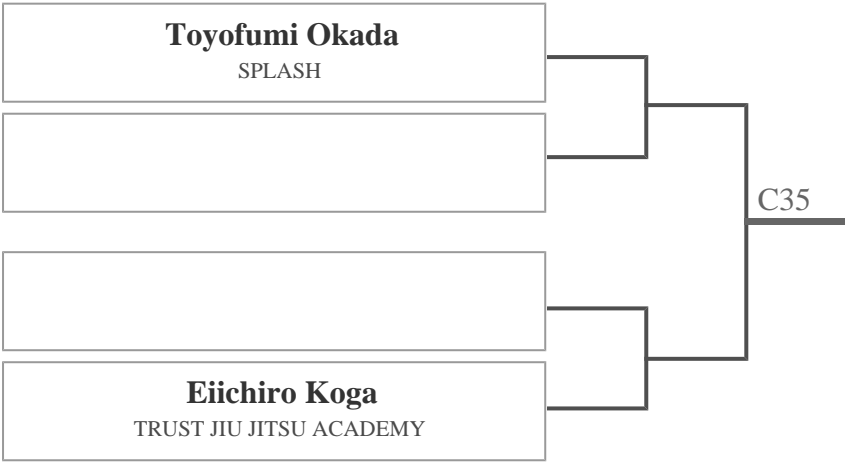 Toyofumi Okada
SPLASH
C35
Eiichiro Koga
TRUST JIU JITSU ACADEMY